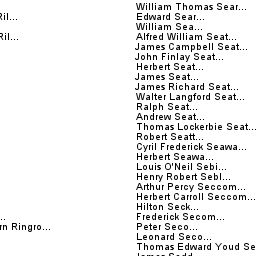 William Thomas Sear...
Ril...
Edward Sear...
William Sea...
Ril...
Alfred William Seat...
James Campbell Seat...
John Finlay Seat...
Herbert Seat...
James Seat...
James Richard Seat...
Walter Langford Seat...
Ralph Seat...
Andrew Seat...
Thomas Lockerbie Seat...
Robert Seatt...
Cyril Frederick Seawa...
Herbert Seawa...
Louis O'Neil Sebi...
Henry Robert Sebl...
Arthur Percy Seccom...
Herbert Carroll Seccom...
Hilton Seck...
...
Frederick Secom...
rn Ringro...
Peter Seco...
Leonard Seco...
Thomas Edward Youd Se